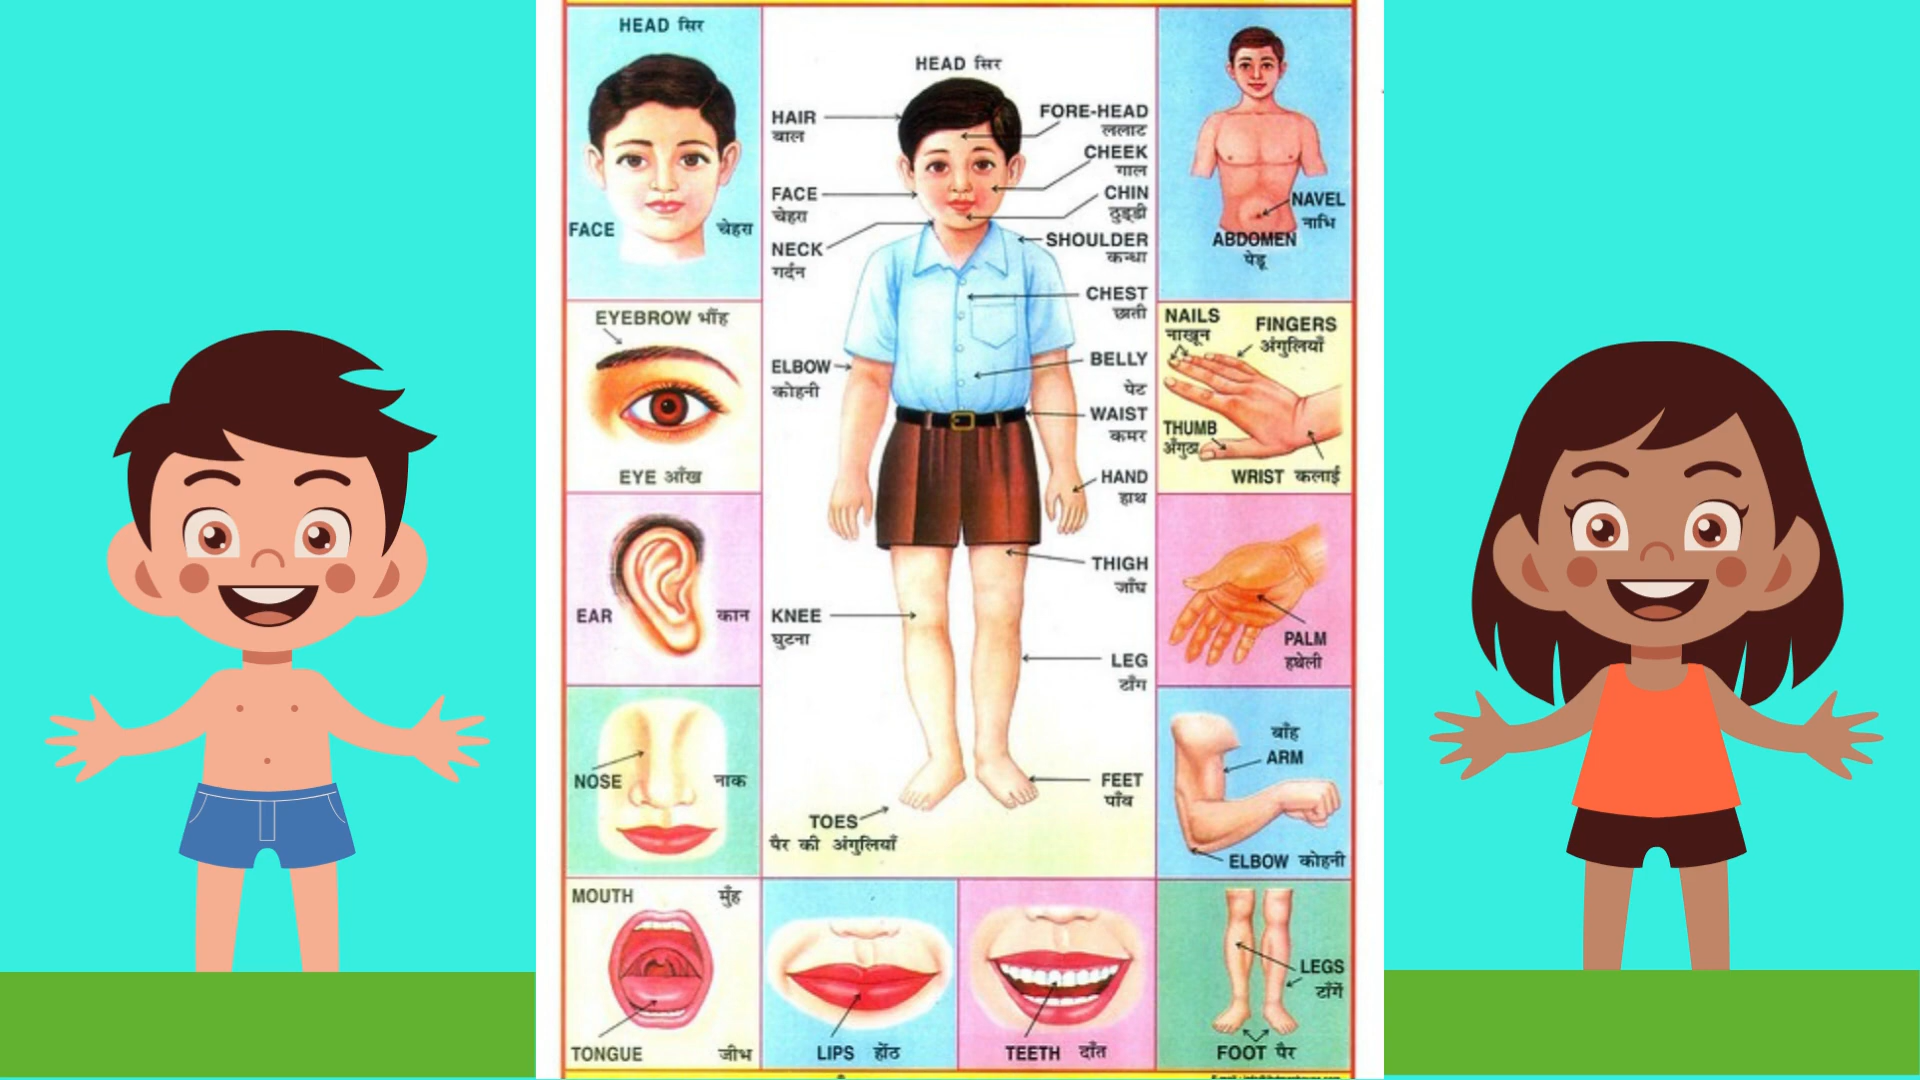 HEAD सिर
FACE चेहरा
EYEBROW भौंह
EYE आँख
EAR कान
NOSE नाक
MOUTH मुँह
TONGUE जीभ
HEAD सिर
HAIR
बाल
FACE
चेहरा
NECK
गर्दन
ELBOW
कोहनी
KNEE
घुटना
TOES
पैर की अंगुलियाँ
FORE-HEAD
ललाट
CHEEK
गाल
CHIN
ठुड्डी
SHOULDER
कन्धा
CHEST
छाती
BELLY
पेट
WAIST
कमर
HAND
हाथ
THIGH
जाँघ
LEG
टाँग
FEET
पाँव
LIPS होंठ
TEETH दाँत
NAVEL
नाभि
ABDOMEN
पेडू
NAILS
नाखून
FINGERS
अंगुलियाँ
THUMB
अँगुठा
WRIST कलाई
PALM
हथेली
बाँह
ARM
ELBOW कोहनी
LEGS
टाँगें
FOOT पैर